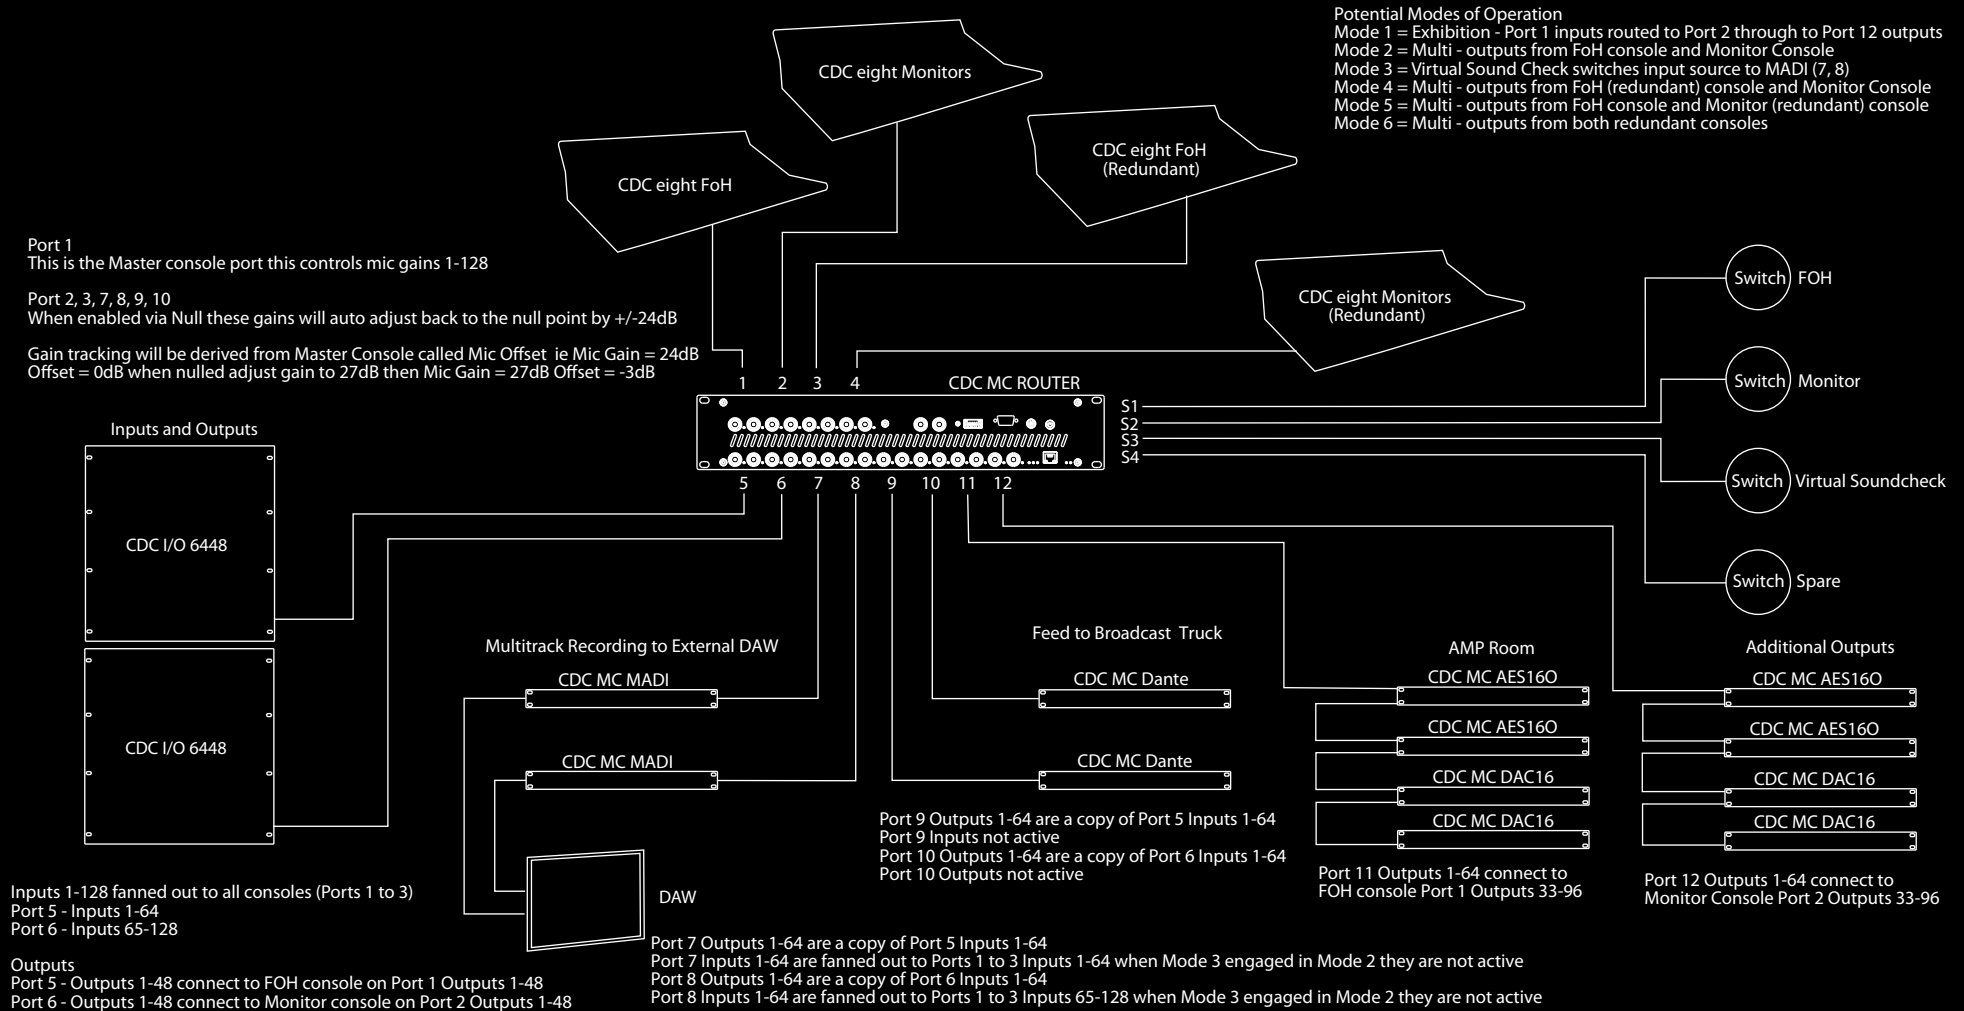 Potential Modes of Operation
Mode 1 = Exhibition - Port 1 inputs routed to Port 2 through to Port 12 outputs
Mode 2 = Multi - outputs from FoH console and Monitor Console
Mode 3 = Virtual Sound Check switches input source to MADI (7, 8)
Mode 4 = Multi - outputs from FoH (redundant) console and Monitor Console
Mode 5 = Multi - outputs from FoH console and Monitor (redundant) console
Mode 6 = Multi - outputs from both redundant consoles
CDC eight Monitors
CDC eight FoH
(Redundant)
CDC eight FoH
CDC eight Monitors
(Redundant)
Port 1
This is the Master console port this controls mic gains 1-128
Port 2, 3, 7, 8, 9, 10
When enabled via Null these gains will auto adjust back to the null point by +/-24dB
Gain tracking will be derived from Master Console called Mic Offset ie Mic Gain = 24dB
Offset = 0dB when nulled adjust gain to 27dB then Mic Gain = 27dB Offset = -3dB
1 2 3 4 CDC MC ROUTER
S1
S2
S3
S4
Switch FOH
Switch Monitor
Switch Virtual Soundcheck
Switch Spare
5 6 7 8 9 10 11 12
Inputs and Outputs
CDC I/O 6448
CDC I/O 6448
Inputs 1-128 fanned out to all consoles (Ports 1 to 3)
Port 5 - Inputs 1-64
Port 6 - Inputs 65-128
Outputs
Port 5 - Outputs 1-48 connect to FOH console on Port 1 Outputs 1-48
Port 6 - Outputs 1-48 connect to Monitor console on Port 2 Outputs 1-48
Multitrack Recording to External DAW
CDC MC MADI
CDC MC MADI
DAW
Port 7 Outputs 1-64 are a copy of Port 5 Inputs 1-64
Port 7 Inputs 1-64 are fanned out to Ports 1 to 3 Inputs 1-64 when Mode 3 engaged in Mode 2 they are not active
Port 8 Outputs 1-64 are a copy of Port 6 Inputs 1-64
Port 8 Inputs 1-64 are fanned out to Ports 1 to 3 Inputs 65-128 when Mode 3 engaged in Mode 2 they are not active
Feed to Broadcast Truck
CDC MC Dante
CDC MC Dante
Port 9 Outputs 1-64 are a copy of Port 5 Inputs 1-64
Port 9 Inputs not active
Port 10 Outputs 1-64 are a copy of Port 6 Inputs 1-64
Port 10 Outputs not active
AMP Room
CDC MC AES16O
CDC MC AES16O
CDC MC DAC16
CDC MC DAC16
Port 11 Outputs 1-64 connect to
FOH console Port 1 Outputs 33-96
Additional Outputs
CDC MC AES16O
CDC MC AES16O
CDC MC DAC16
CDC MC DAC16
Port 12 Outputs 1-64 connect to
Monitor Console Port 2 Outputs 33-96